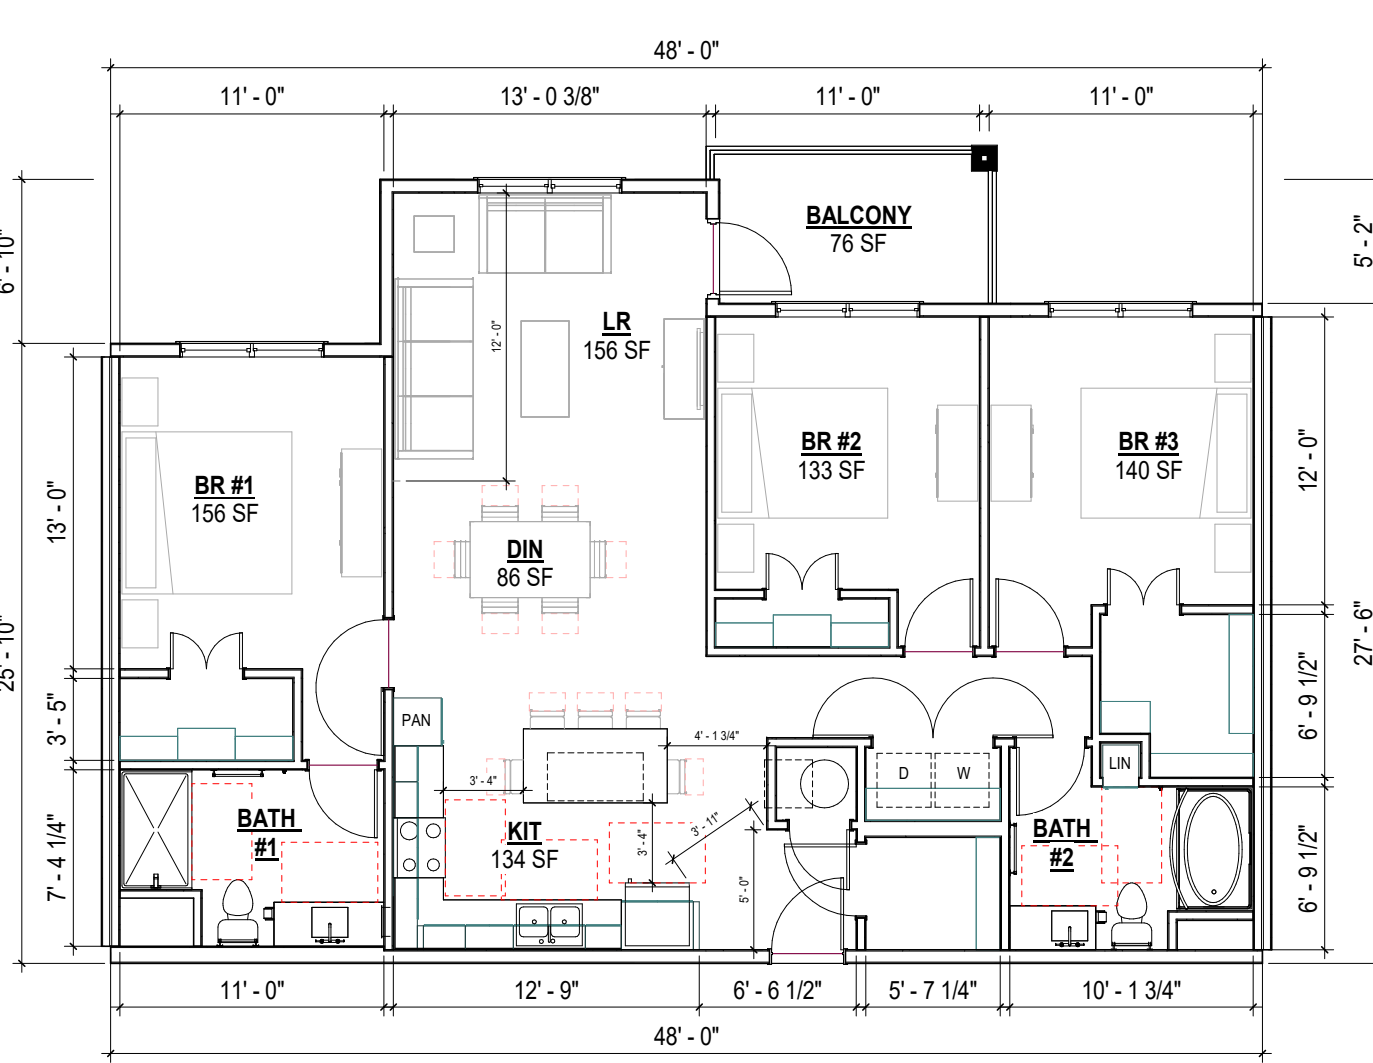 48' - 0"
11' - 0"
13' - 0 3/8"
11' - 0"
11' - 0"
6' - 10"
5' - 2"
BALCONY
76 SF
12' - 0"
LR
156 SF
BR #1
156 SF
BR #2
133 SF
BR #3
140 SF
13' - 0"
12' - 0"
DIN
86 SF
25' - 10"
27' - 6"
3' - 5"
6' - 9 1/2"
PAN
4' - 1 3/4"
3' - 4"
D
W
LIN
BATH
#1
KIT
134 SF
3' - 4"
3' - 11"
5' - 0"
BATH
#2
7' - 4 1/4"
6' - 9 1/2"
11' - 0"
12' - 9"
6' - 6 1/2"
5' - 7 1/4"
10' - 1 3/4"
48' - 0"